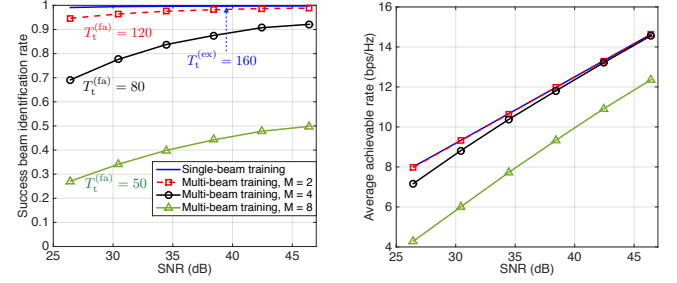 1
0.9
0.8
0.7
0.6
0.5
0.4
0.3
0.2
0.1
0
Success beam identification rate
T_t^(fa) = 120
T_t^(ex) = 160
T_t^(fa) = 80
T_t^(fa) = 50
Single-beam training
Multi-beam training, M = 2
Multi-beam training, M = 4
Multi-beam training, M = 8
30 35 40 45
25
SNR (dB)
16
14
12
10
8
6
4
Average achievable rate (bps/Hz)
25 30 35 40 45
SNR (dB)